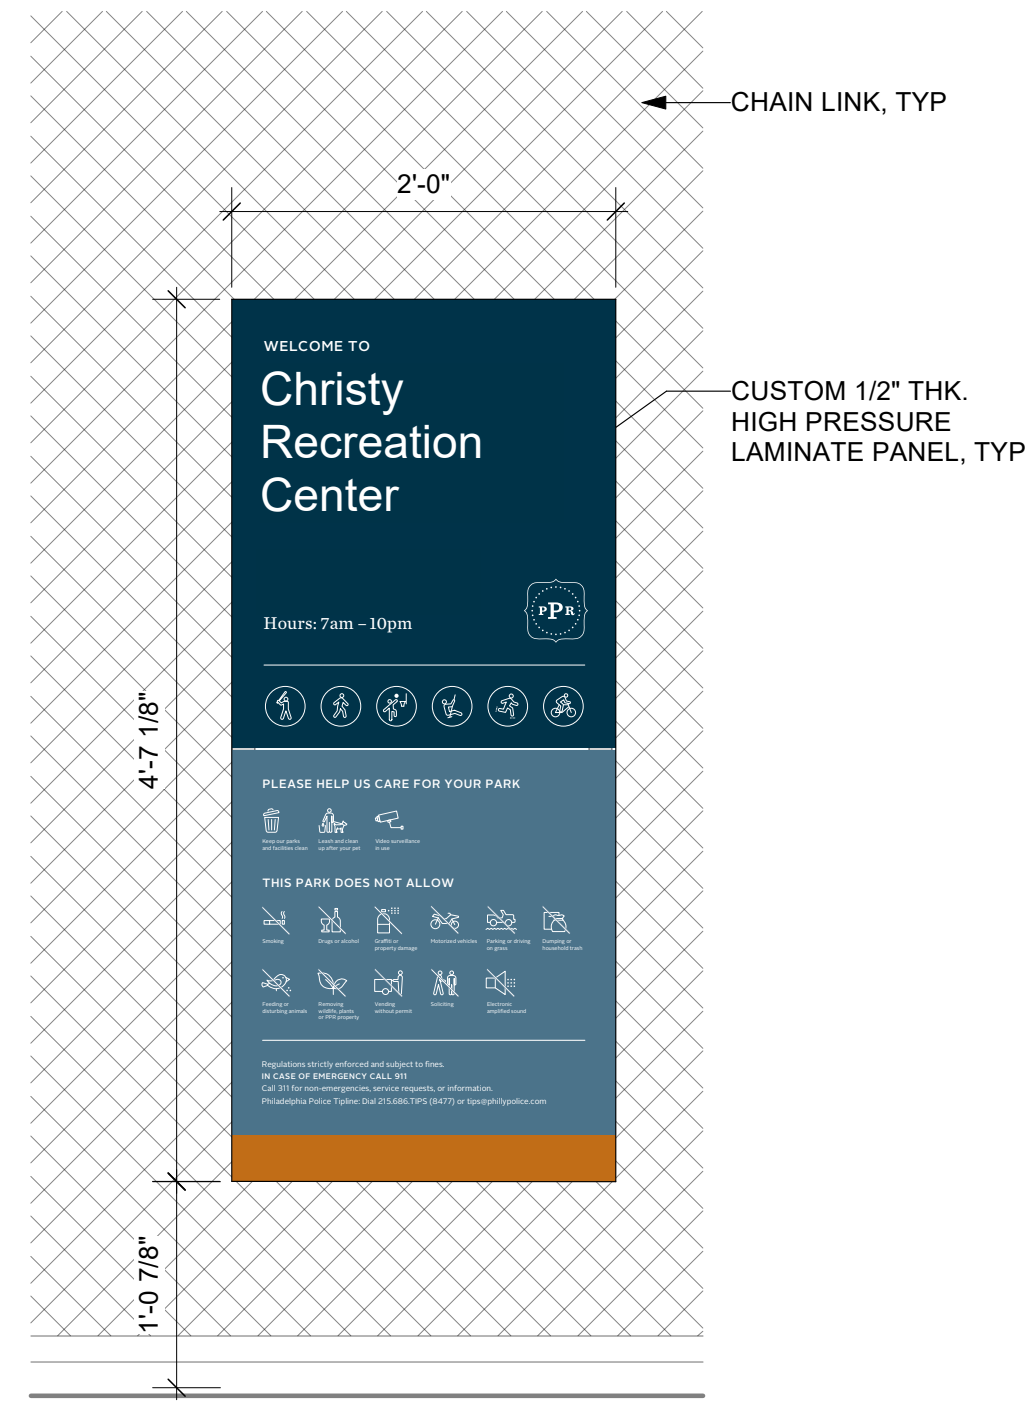 CHAIN LINK, TYP
2'-0"
WELCOME TO
Christy
Recreation
Center
CUSTOM 1/2" THK.
HIGH PRESSURE
LAMINATE PANEL, TYP
PPR
Hours: 7am – 10pm
4'-7 1/8"
PLEASE HELP US CARE FOR YOUR PARK
Keep our parks
and facilities clean
Leash and clean
up after your pet
Video surveillance
in use
THIS PARK DOES NOT ALLOW
Smoking
Drugs or alcohol
Graffiti or
property damage
Motorized vehicles
Parking or driving
on grass
Dumping or
household trash
Feeding or
disturbing animals
Removing
wildlife, plants
or PPR property
Vending
without permit
Soliciting
Electronic
amplified sound
Regulations strictly enforced and subject to fines.
IN CASE OF EMERGENCY CALL 911
Call 311 for non-emergencies, service requests, or information.
Philadelphia Police Tipline: Dial 215.686.TIPS (8477) or tips@phillypolice.com
1'-0 7/8"